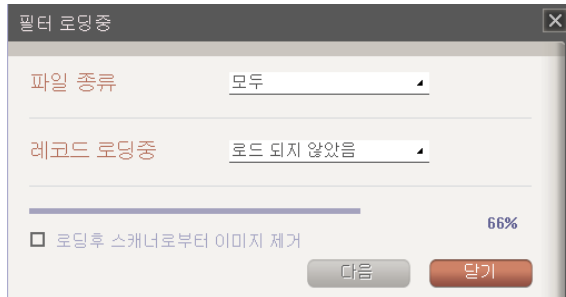 필터 로딩중
파일 종류 모두
레코드 로딩중 로드 되지 않았음
66%
로딩후 스캐너로부터 이미지 제거
다음 닫기